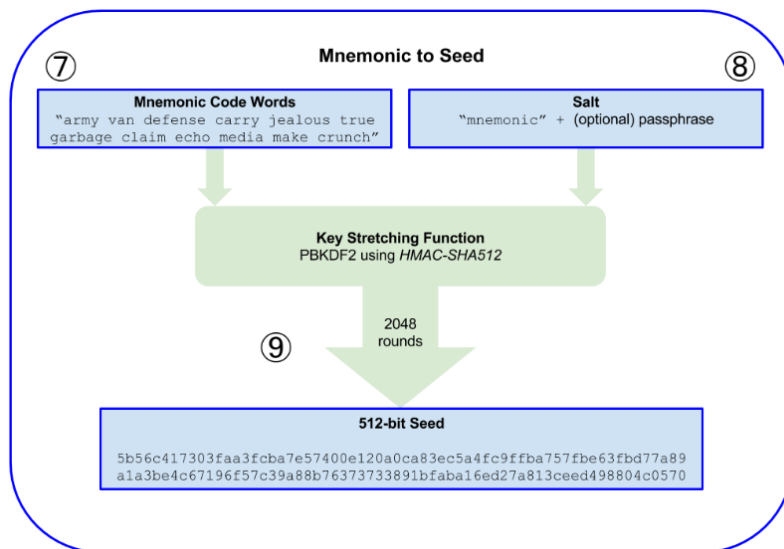 Mnemonic to Seed
⑦
⑧
Mnemonic Code Words
"army van defense carry jealous true
garbage claim echo media make crunch"
Salt
"mnemonic" + (optional) passphrase
Key Stretching Function
PBKDF2 using HMAC-SHA512
2048
rounds
⑨
512-bit Seed
5b56c417303faa3fcba7e57400e120a0ca83ec5a4fc9ffba757fbe63fbd77a89
a1a3be4c67196f57c39a88b76373733891bfaba16ed27a813ceed498804c0570